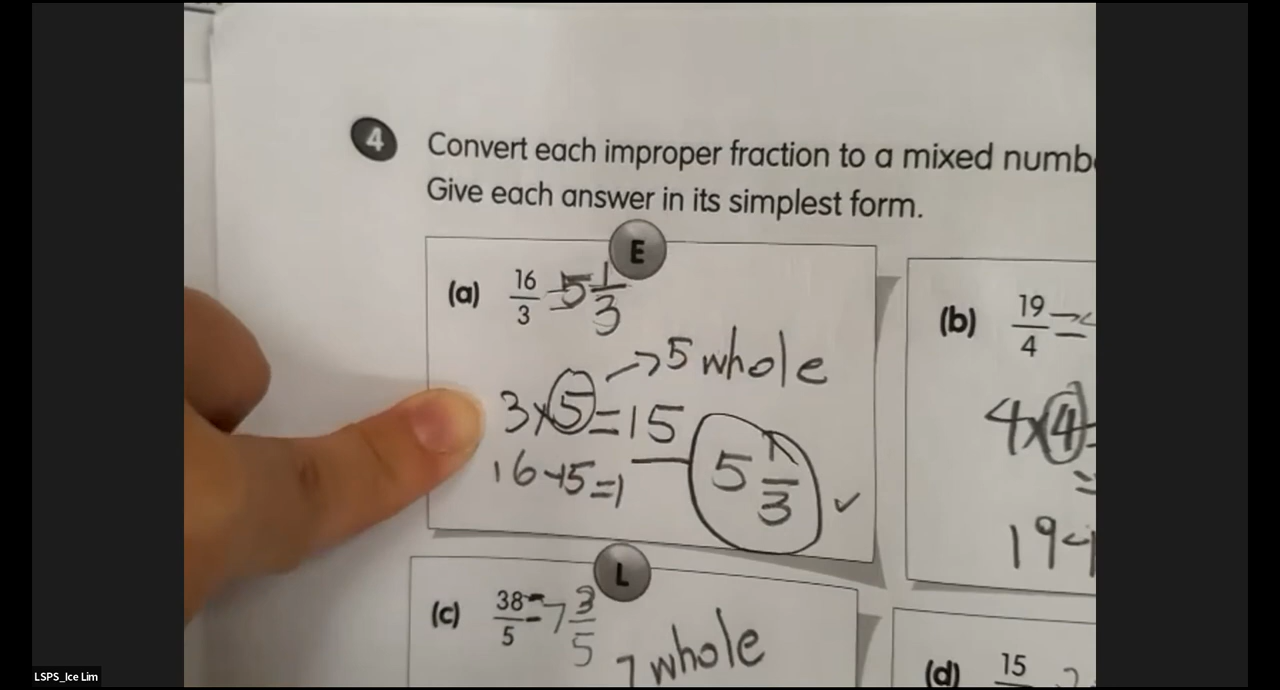 4 Convert each improper fraction to a mixed
Give each answer in its simplest form.
E
(a) 16/3 = 5 1/3
→ 5 whole
3 × 5 = 15
16 - 15 = 1
5 1/3 ✓
(b) 19/4 =
4 × 4
=
19 -
L
(c) 38/5 = 7 3/5
7 whole
(d) 15
LSPS_Ice Lim